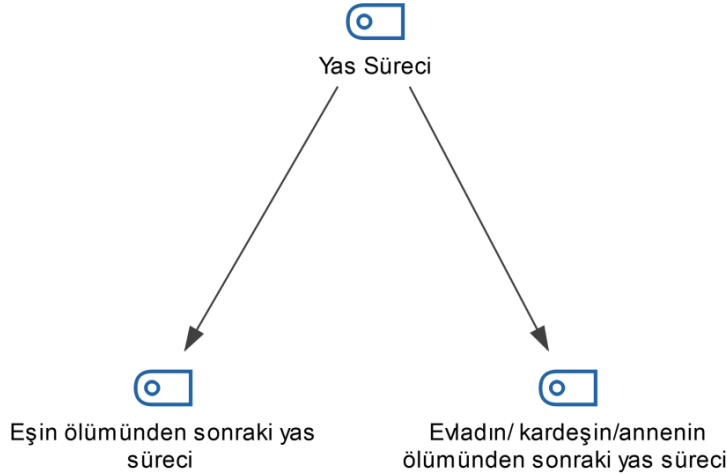 Yas Süreci
Eşin ölümünden sonraki yas
süreci
Evladın/ kardeşin/annenin
ölümünden sonraki yas süreci